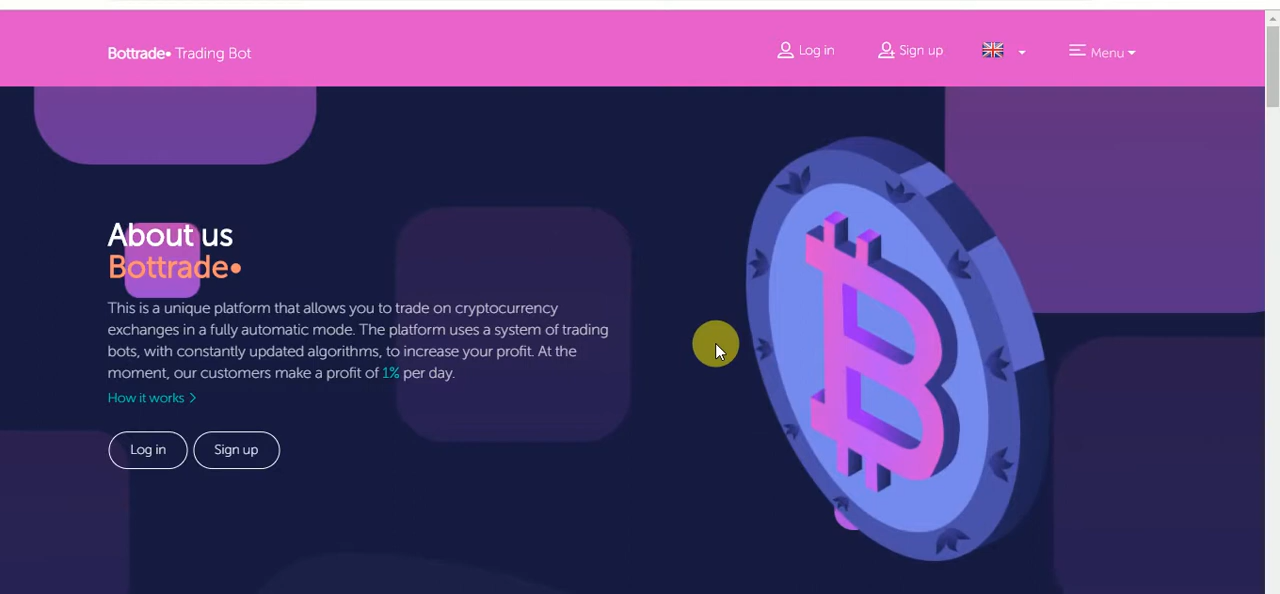 Bottrade• Trading Bot
Log in
Sign up
Menu
About us
Bottrade•
This is a unique platform that allows you to trade on cryptocurrency
exchanges in a fully automatic mode. The platform uses a system of trading
bots, with constantly updated algorithms, to increase your profit. At the
moment, our customers make a profit of 1% per day.
How it works >
Log in
Sign up